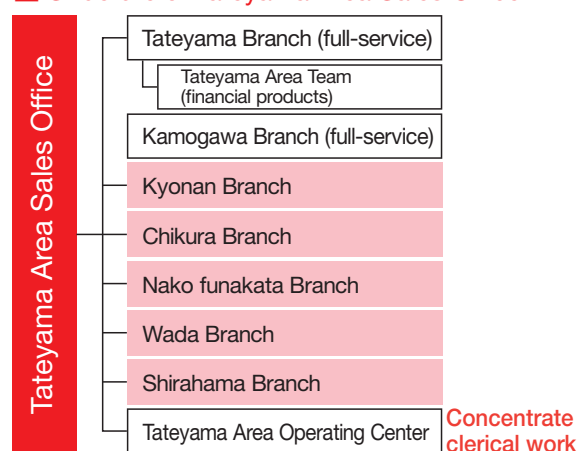 Tateyama Area Sales Office
Tateyama Branch (full-service)
Tateyama Area Team
(financial products)
Kamogawa Branch (full-service)
Kyonan Branch
Chikura Branch
Nako funakata Branch
Wada Branch
Shirahama Branch
Tateyama Area Operating Center
Concentrate
clerical work